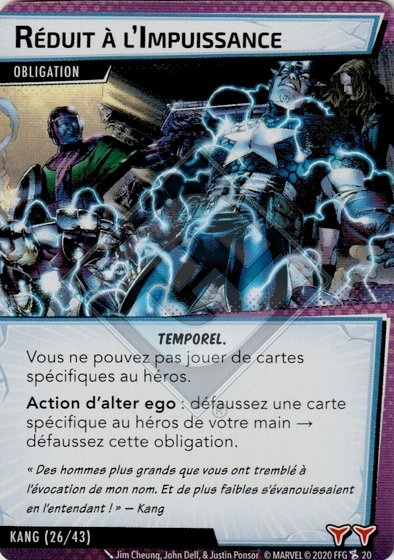 RÉDUIT À L'IMPUISSANCE
OBLIGATION
TEMPOREL.
Vous ne pouvez pas jouer de cartes
spécifiques au héros.
Action d'alter ego : défaussez une carte
spécifique au héros de votre main →
défaussez cette obligation.
« Des hommes plus grands que vous ont tremblé à
l'évocation de mon nom. Et de plus faibles s'évanouissaient
en l'entendant ! » — Kang
KANG (26/43)
Jim Cheung, John Dell, & Justin Ponsor © MARVEL © 2020 FFG 20